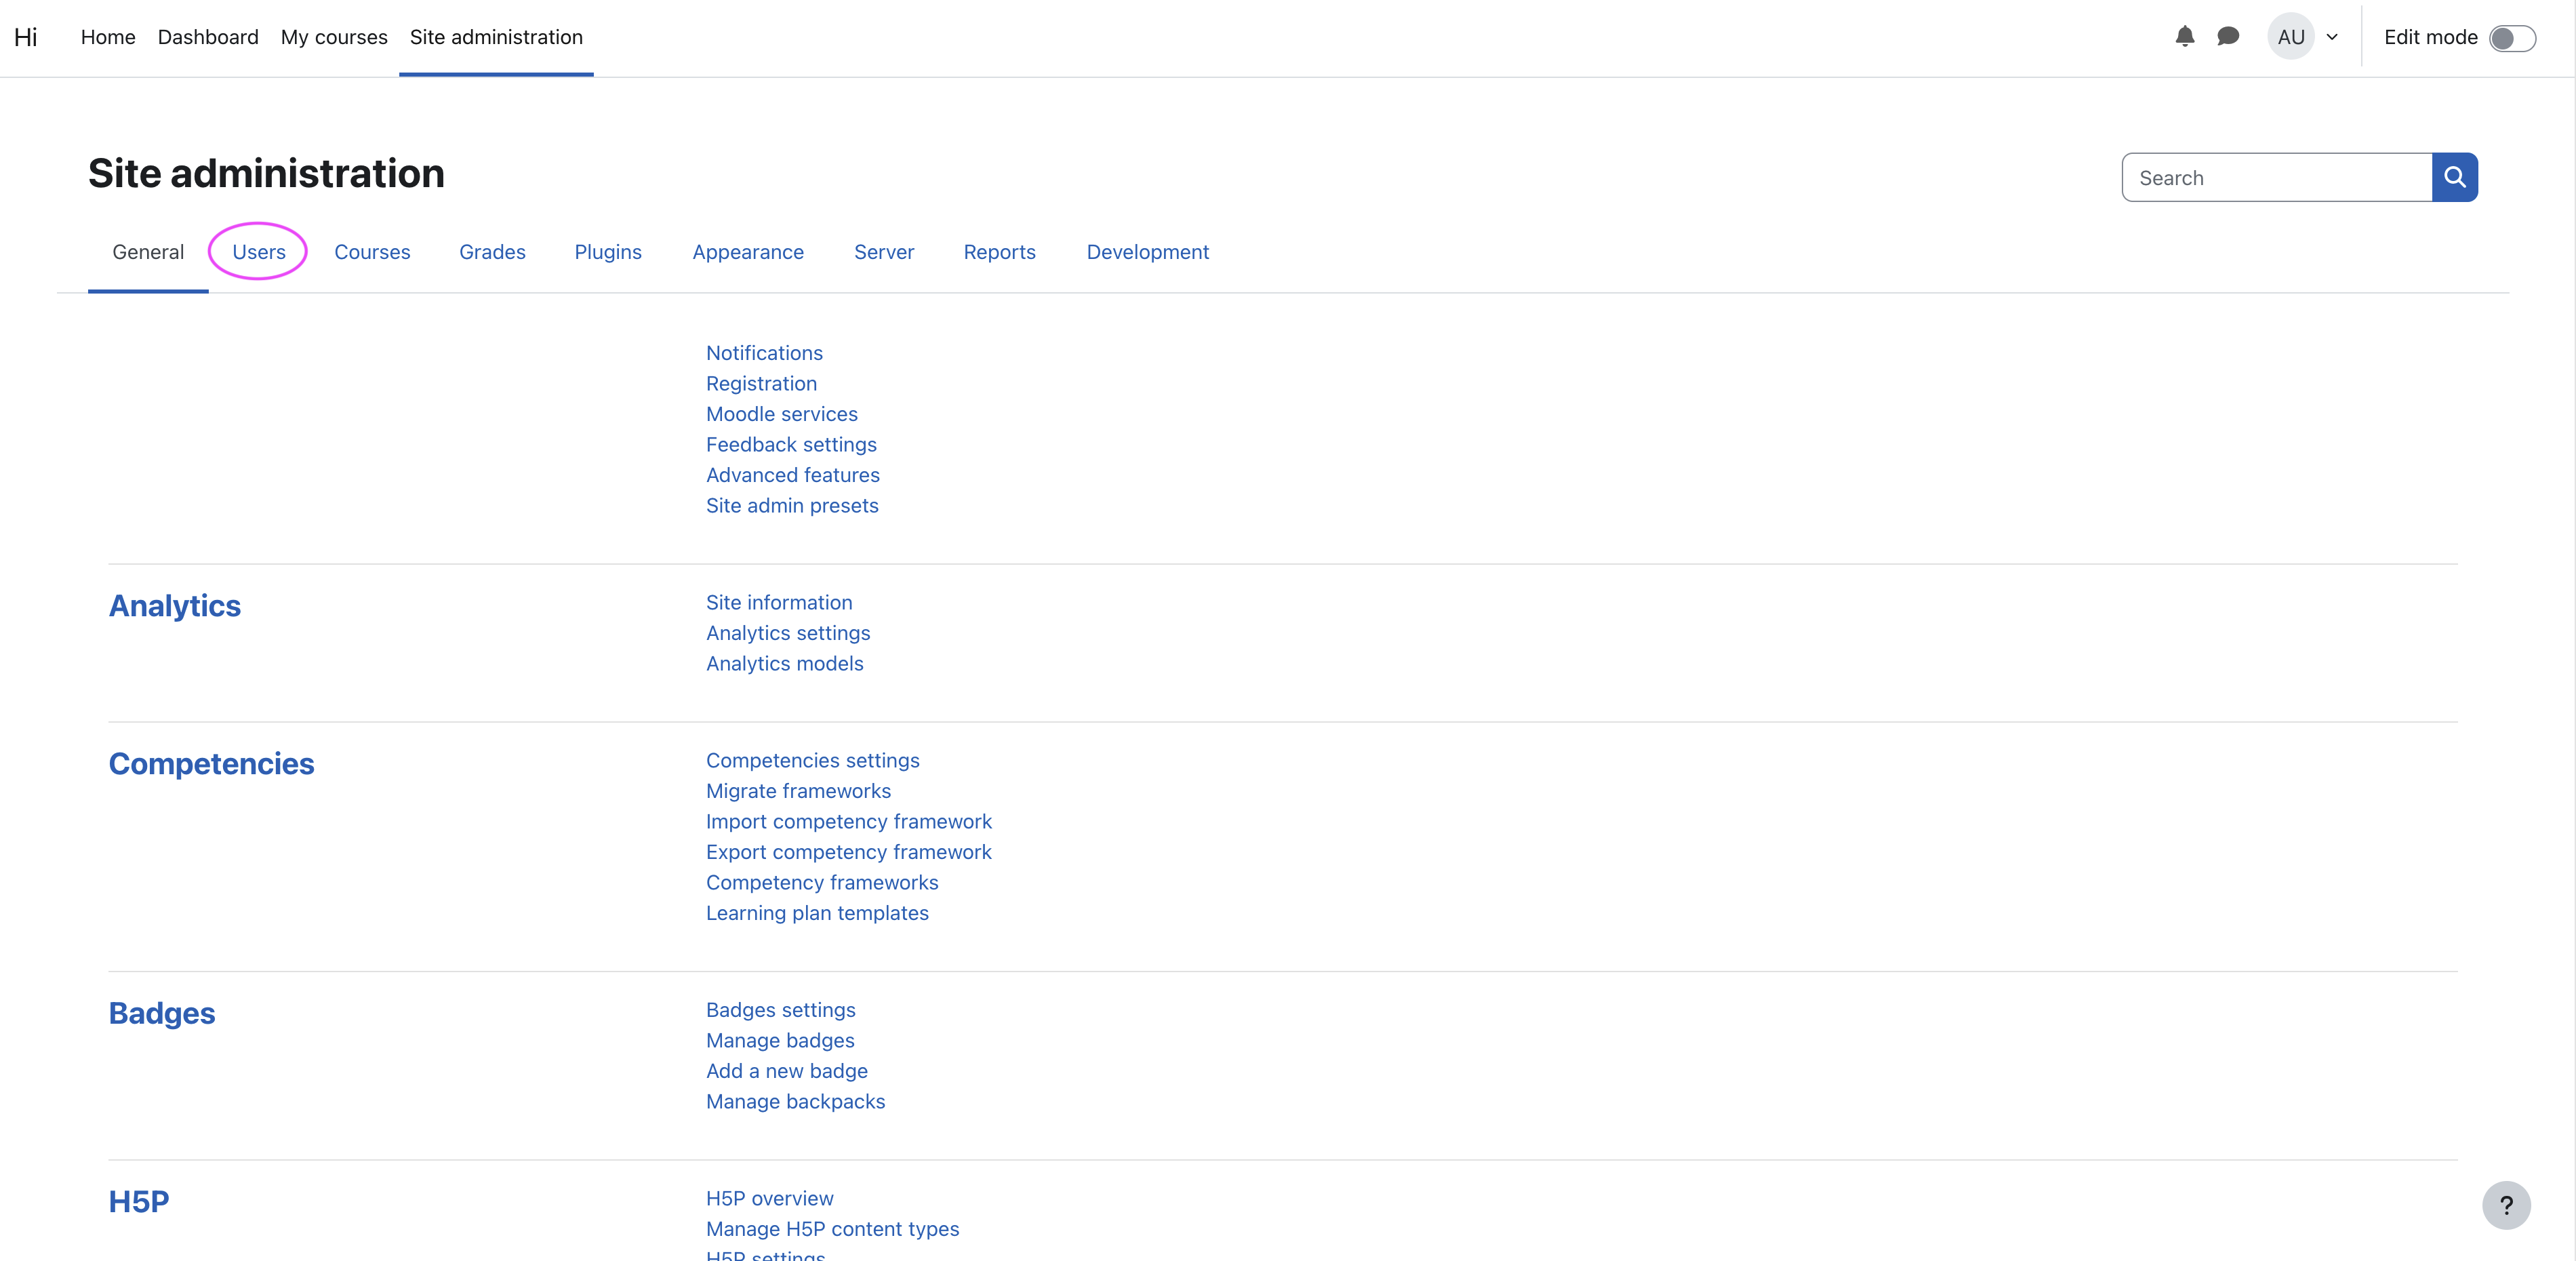 Hi Home Dashboard My courses Site administration AU Edit mode
Site administration
Search
General Users Courses Grades Plugins Appearance Server Reports Development
Notifications
Registration
Moodle services
Feedback settings
Advanced features
Site admin presets
Analytics
Site information
Analytics settings
Analytics models
Competencies
Competencies settings
Migrate frameworks
Import competency framework
Export competency framework
Competency frameworks
Learning plan templates
Badges
Badges settings
Manage badges
Add a new badge
Manage backpacks
H5P
H5P overview
Manage H5P content types
H5P settings
?